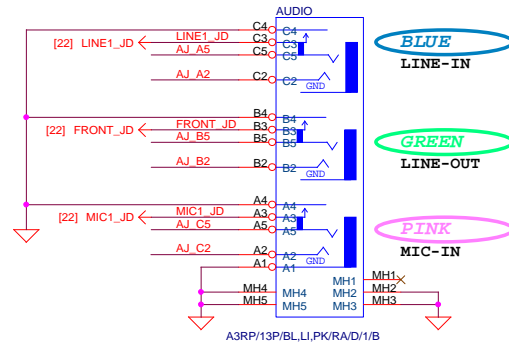 AUDIO
C4 C4
[22] LINE1_JD LINE1_JD C3 C3
AJ_A5 C5 C5
AJ_A2 C2 C2
GND
BLUE
LINE-IN
B4 B4
[22] FRONT_JD FRONT_JD B3 B3
AJ_B5 B5 B5
AJ_B2 B2 B2
GND
GREEN
LINE-OUT
A4 A4
[22] MIC1_JD MIC1_JD A3 A3
AJ_C5 A5 A5
AJ_C2 A2 A2
GND
A1 A1
PINK
MIC-IN
MH1 MH1
MH4 MH4 MH2 MH2
MH5 MH5 MH3 MH3
A3RP/13P/BL,LI,PK/RA/D/1/B